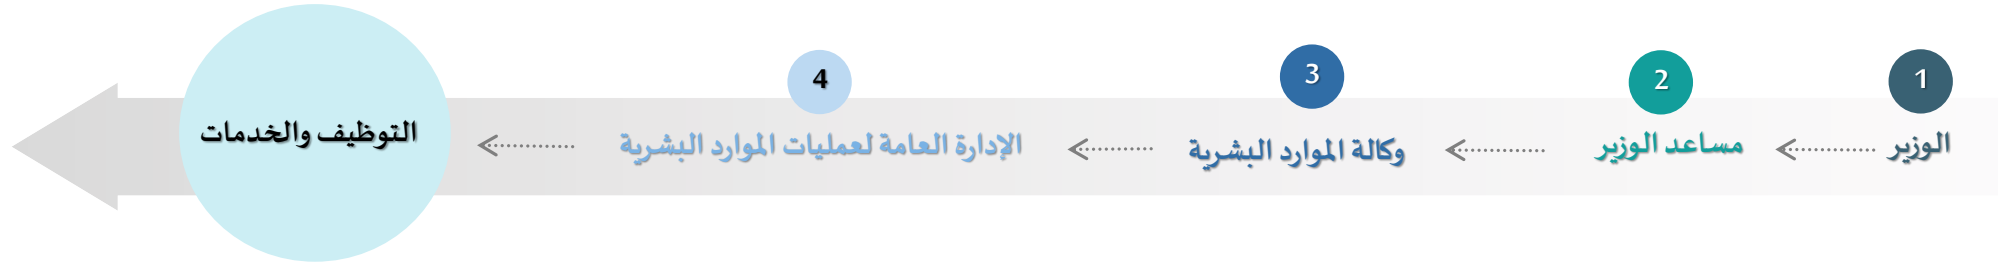 1
الوزير
2
مساعد الوزير
3
وكالة الموارد البشرية
4
الإدارة العامة لعمليات الموارد البشرية
التوظيف والخدمات